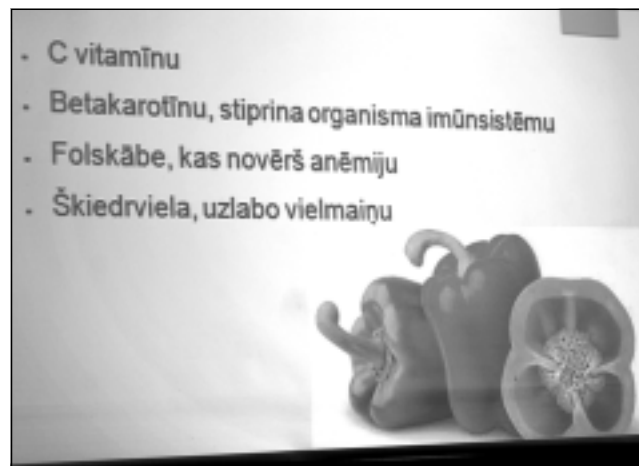 . C vitamīnu
. Betakarotīnu, stiprina organisma imūnsistēmu
. Folskābe, kas novērš anēmiju
. Šķiedrviela, uzlabo vielmaiņu